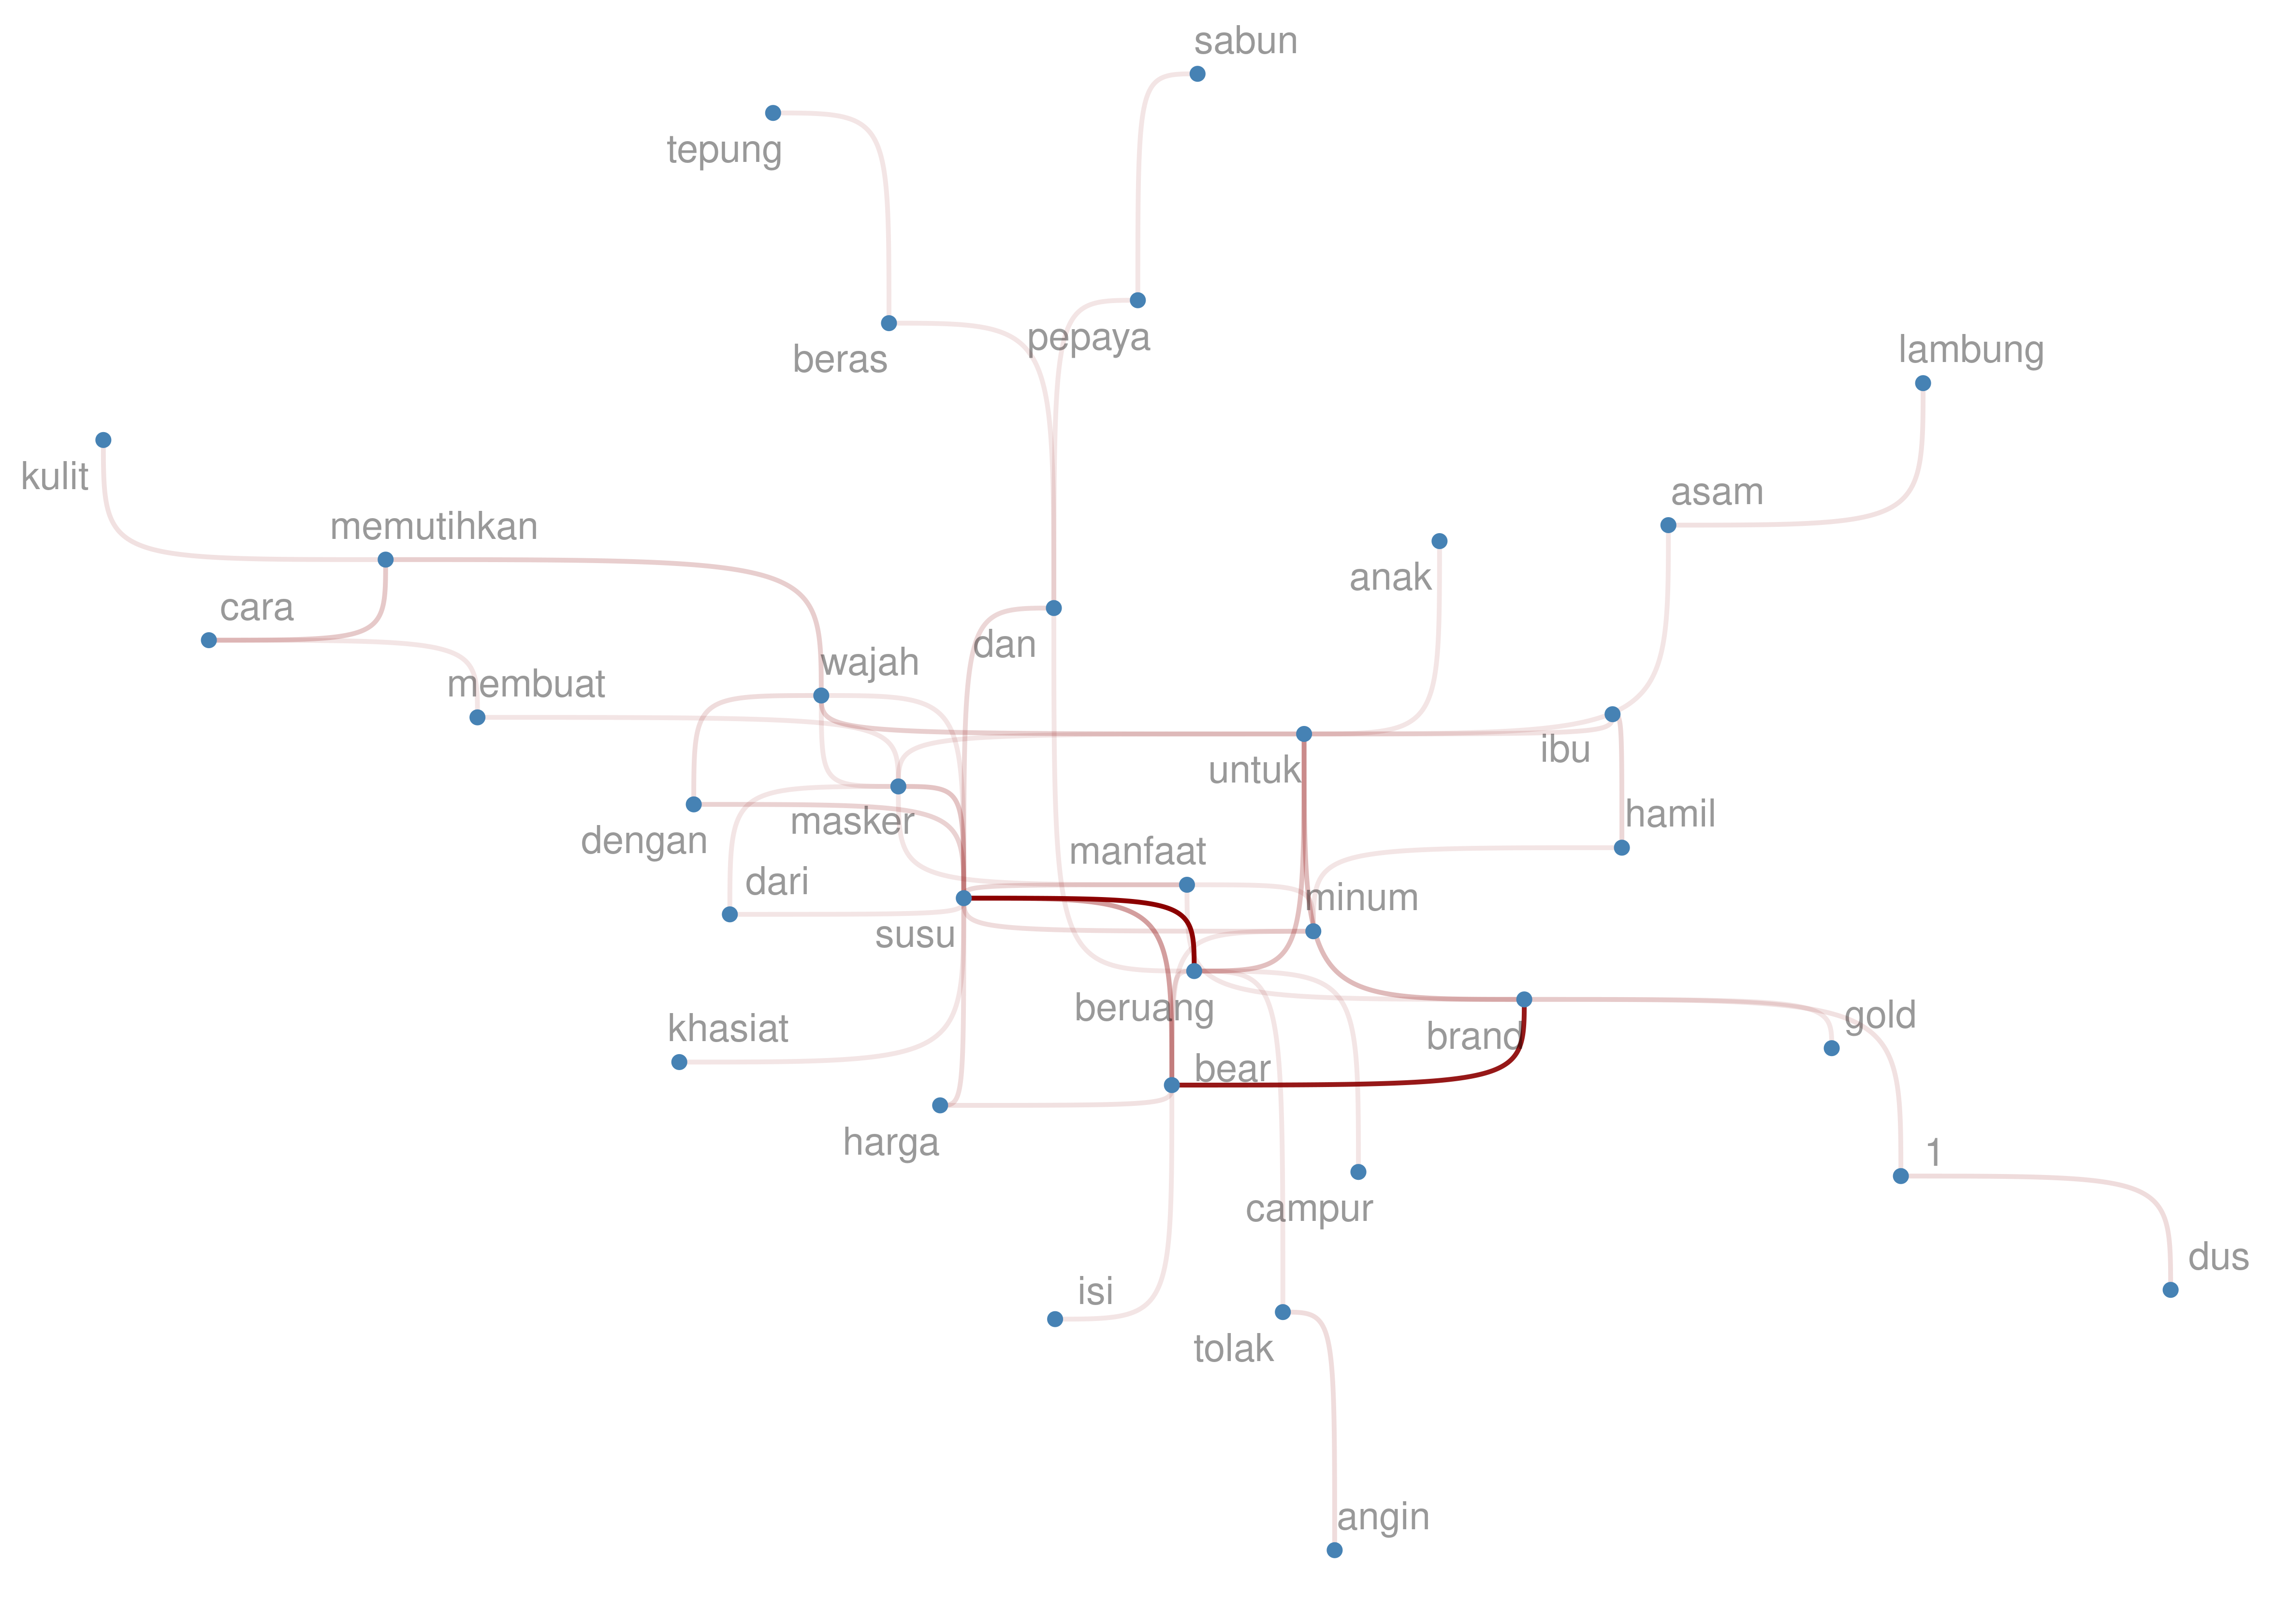 sabun
tepung
pepaya
beras
lambung
kulit
asam
memutihkan
anak
cara
dan
wajah
membuat
ibu
untuk
hamil
masker
dengan
manfaat
dari
minum
susu
beruang
gold
khasiat
brand
bear
harga
1
campur
dus
isi
tolak
angin